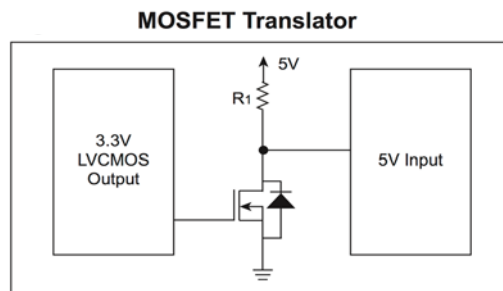 MOSFET Translator
5V
R1
3.3V
LVCMOS
Output
5V Input